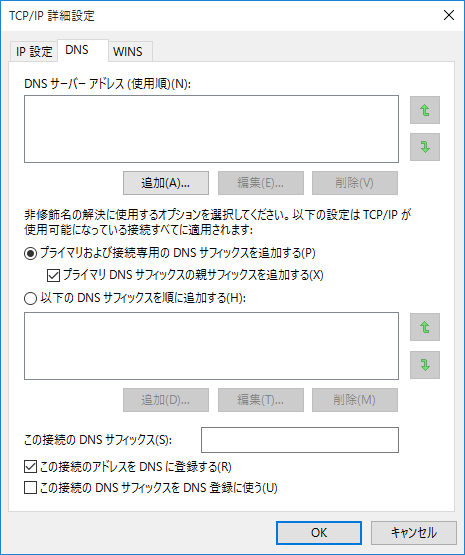 TCP/IP 詳細設定
IP 設定 DNS WINS
DNS サーバー アドレス (使用順)(N):
追加(A)... 編集(E)... 削除(V)
非修飾名の解決に使用するオプションを選択してください。以下の設定は TCP/IP が
使用可能になっている接続すべてに適用されます:
プライマリおよび接続専用の DNS サフィックスを追加する(P)
プライマリ DNS サフィックスの親サフィックスを追加する(X)
以下の DNS サフィックスを順に追加する(H):
追加(D)... 編集(T)... 削除(M)
この接続の DNS サフィックス(S):
この接続のアドレスを DNS に登録する(R)
この接続の DNS サフィックスを DNS 登録に使う(U)
OK キャンセル